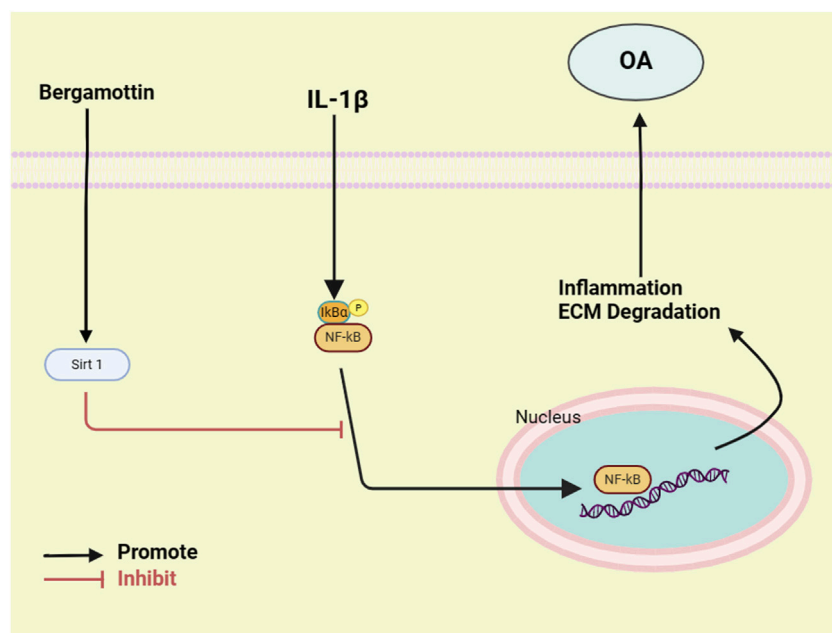 OA
Bergamottin
IL-1β
Inflammation
ECM Degradation
IkBα
P
NF-kB
Sirt 1
Nucleus
NF-kB
Promote
Inhibit